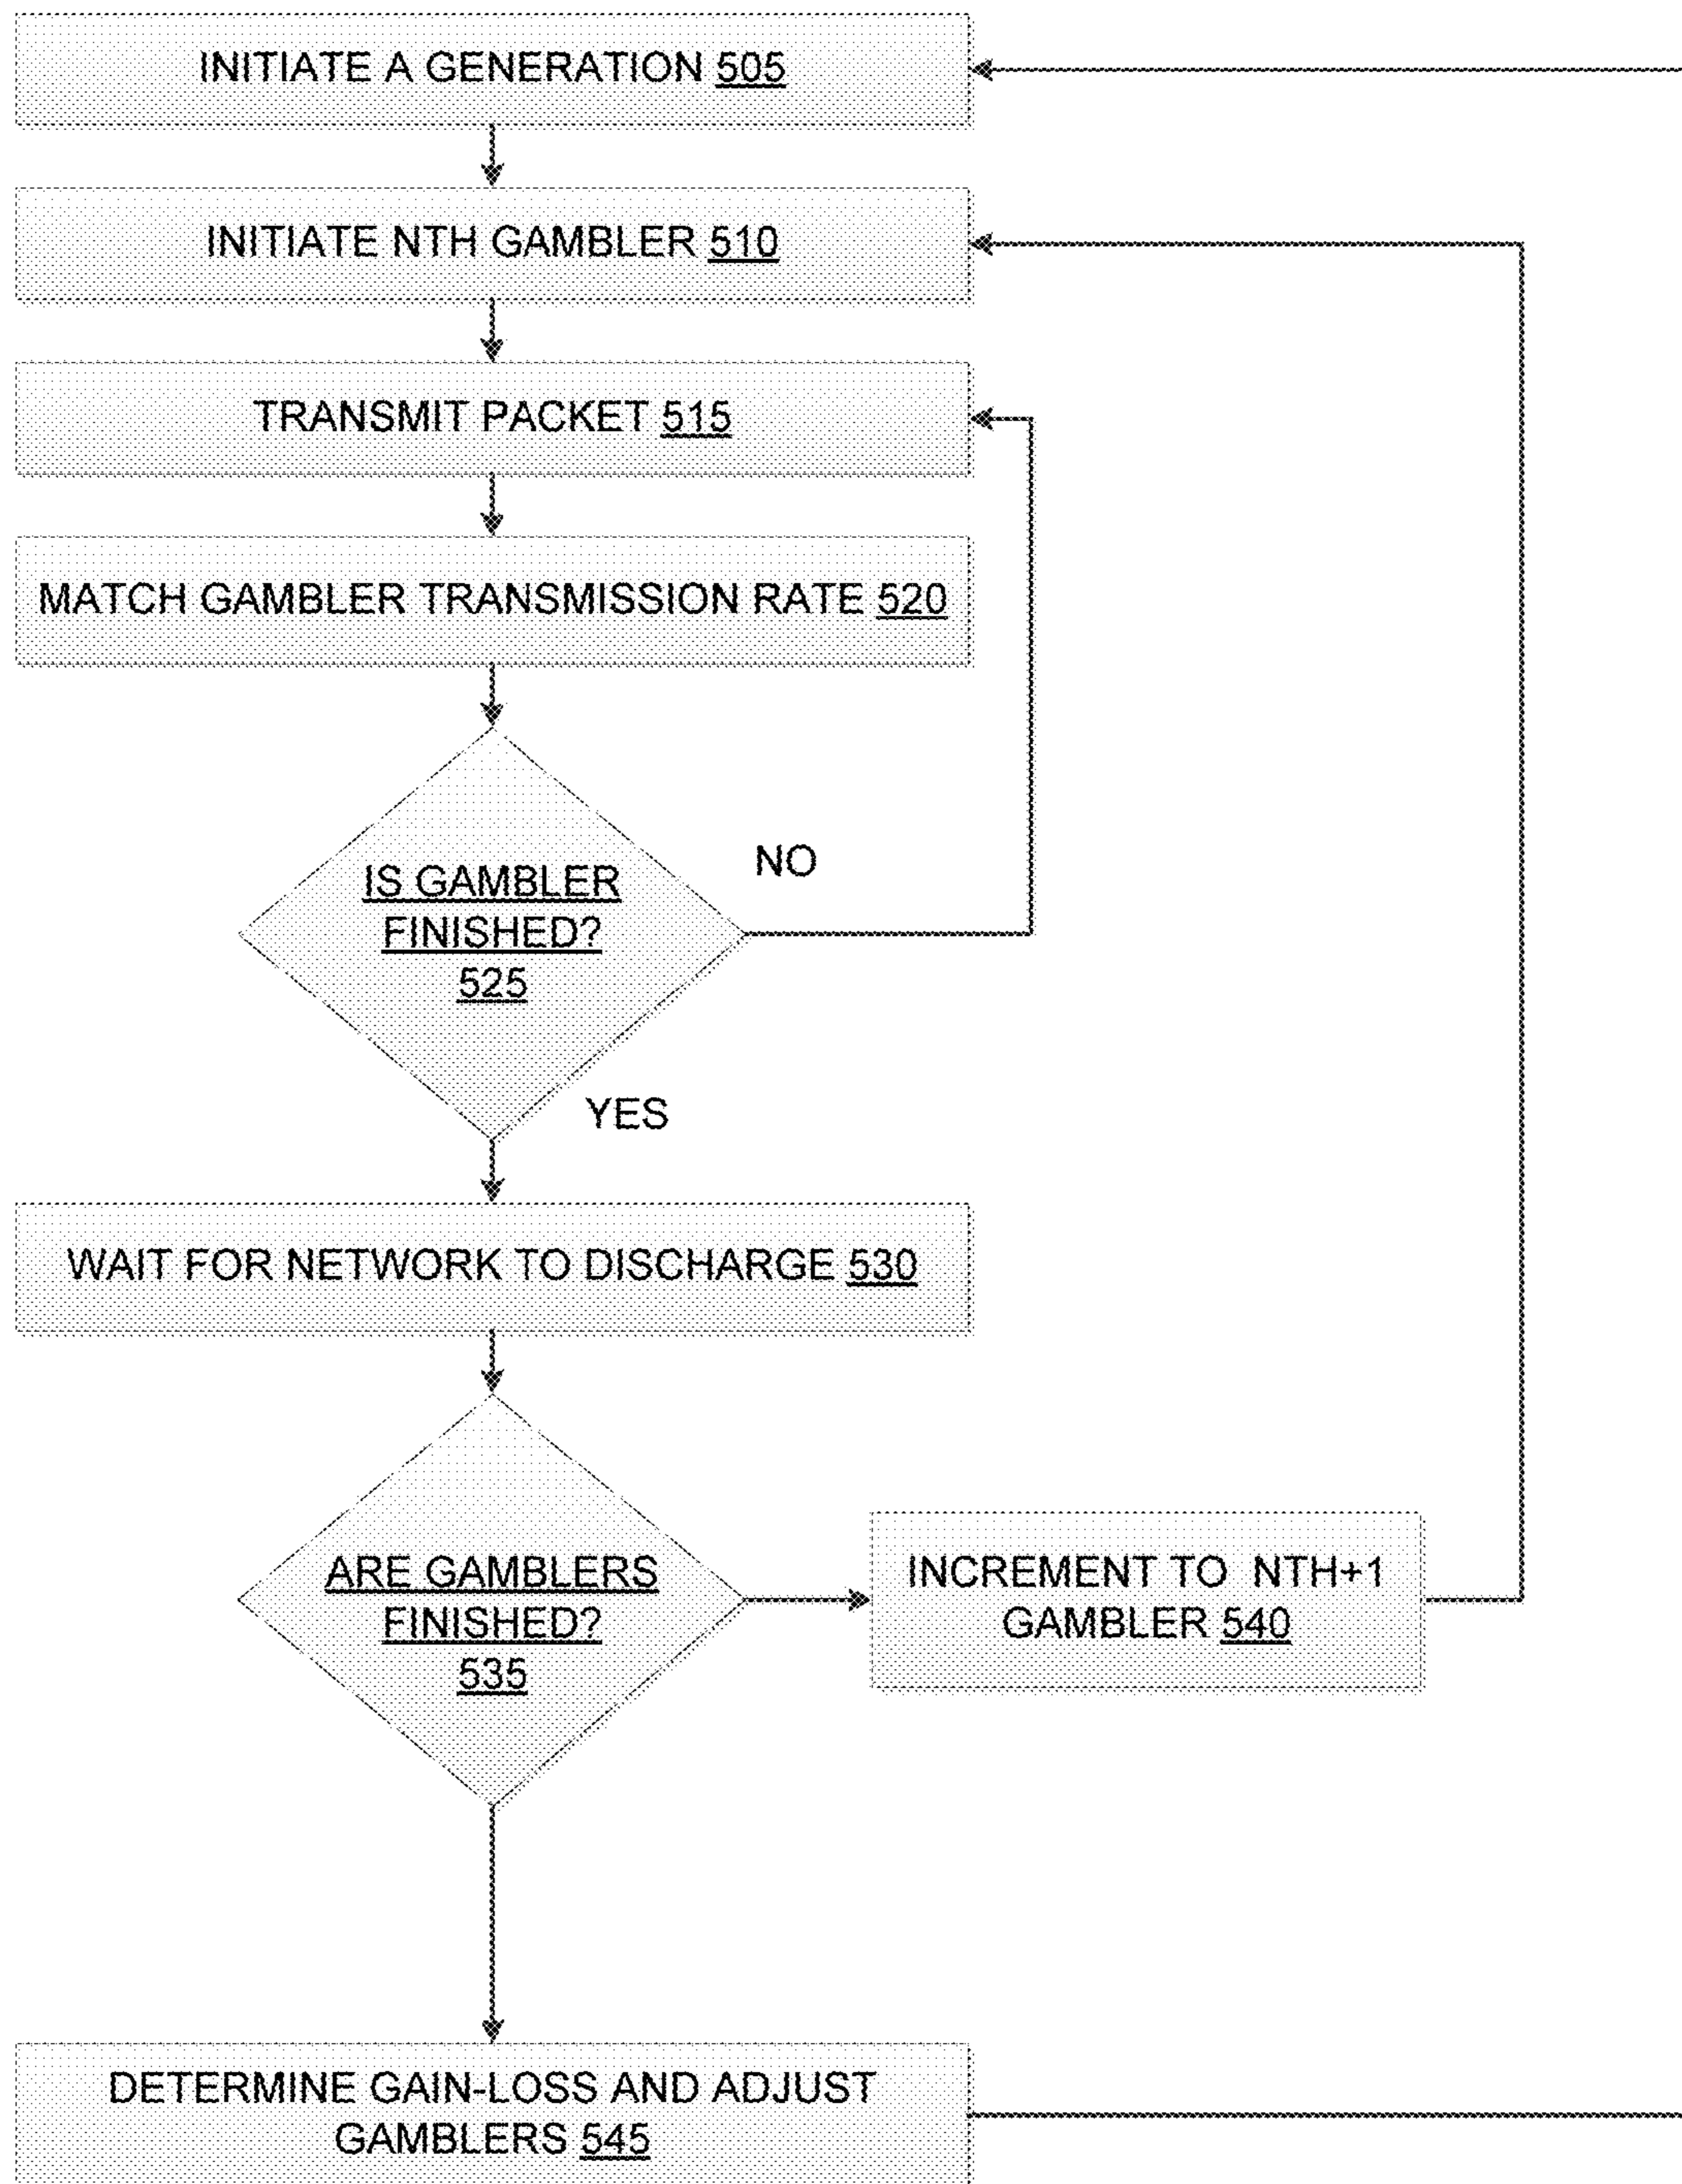 INITIATE A GENERATION 505
INITIATE NTH GAMBLER 510
TRANSMIT PACKET 515
MATCH GAMBLER TRANSMISSION RATE 520
IS GAMBLER
FINISHED?
525
NO
YES
WAIT FOR NETWORK TO DISCHARGE 530
ARE GAMBLERS
FINISHED?
535
INCREMENT TO NTH+1
GAMBLER 540
DETERMINE GAIN-LOSS AND ADJUST
GAMBLERS 545